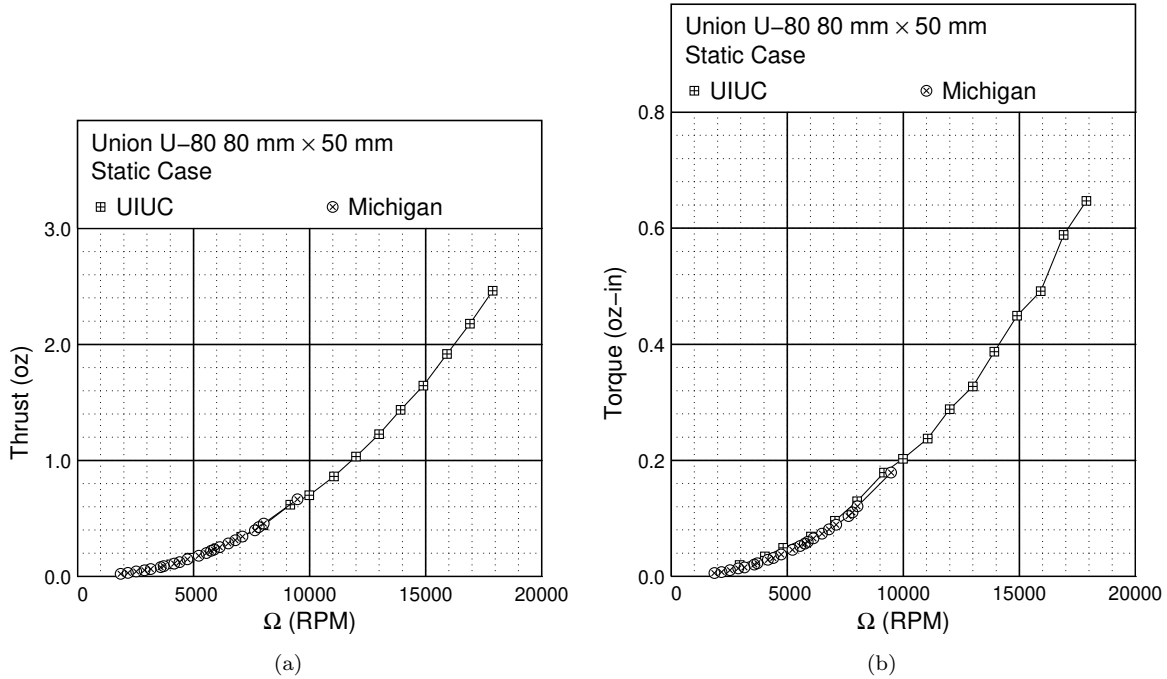 Union U−80 80 mm × 50 mm
Static Case
UIUC
Michigan
3.0
2.0
1.0
0.0
Thrust (oz)
0
5000
10000
15000
20000
Ω (RPM)
(a)
Union U−80 80 mm × 50 mm
Static Case
UIUC
Michigan
0.8
0.6
0.4
0.2
0.0
Torque (oz−in)
0
5000
10000
15000
20000
Ω (RPM)
(b)